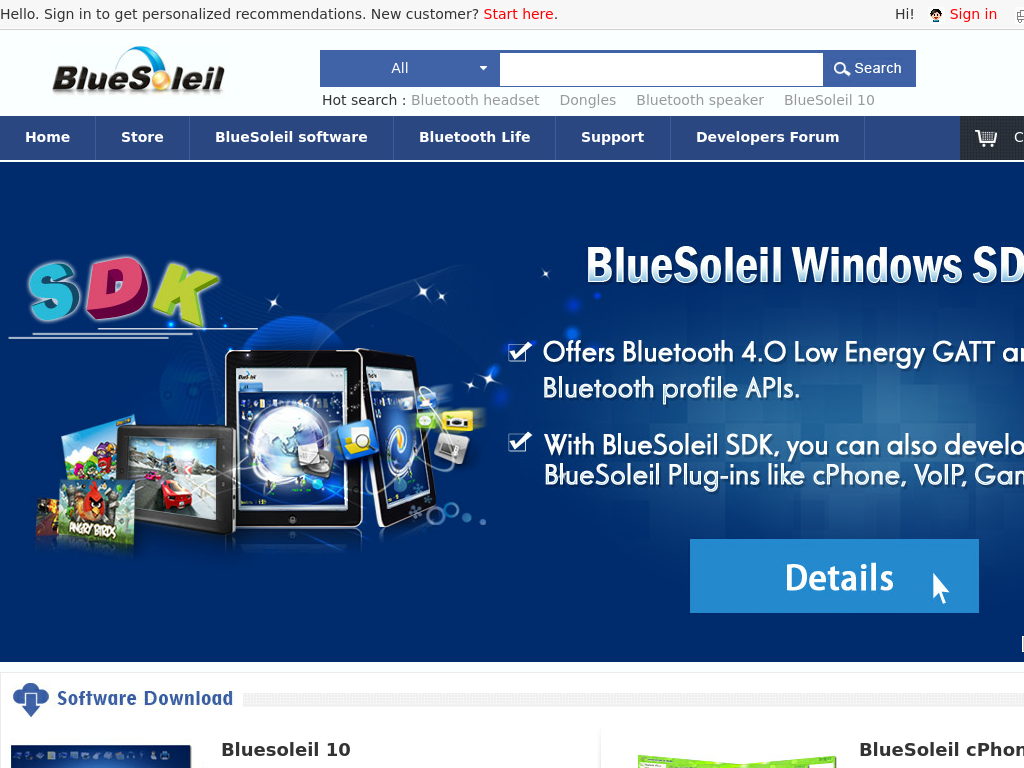 Hello. Sign in to get personalized recommendations. New customer? Start here.
Hi! Sign in
BlueSoleil
All
Search
Hot search : Bluetooth headset Dongles Bluetooth speaker BlueSoleil 10
Home Store BlueSoleil software Bluetooth Life Support Developers Forum C
SDK
BlueSoleil Windows SD
Offers Bluetooth 4.0 Low Energy GATT an
Bluetooth profile APIs.
With BlueSoleil SDK, you can also develo
BlueSoleil Plug-ins like cPhone, VoIP, Gam
ANGRY BIRDS
Details
Software Download
Bluesoleil 10
BlueSoleil cPhon